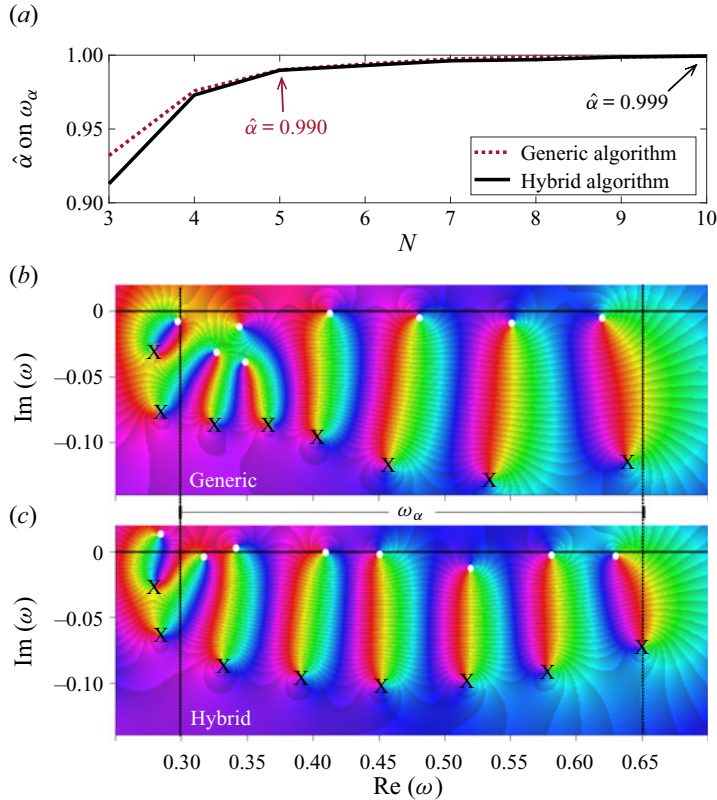 (a)
1.00
0.95
0.90
α̂ on ω_α
α̂ = 0.990
α̂ = 0.999
Generic algorithm
Hybrid algorithm
3 4 5 6 7 8 9 10
N
(b)
0
–0.05
–0.10
Im (ω)
X X X X X X X X X
Generic
ω_α
(c)
0
–0.05
–0.10
Im (ω)
X X X X X X X X X
Hybrid
0.30 0.35 0.40 0.45 0.50 0.55 0.60 0.65
Re (ω)